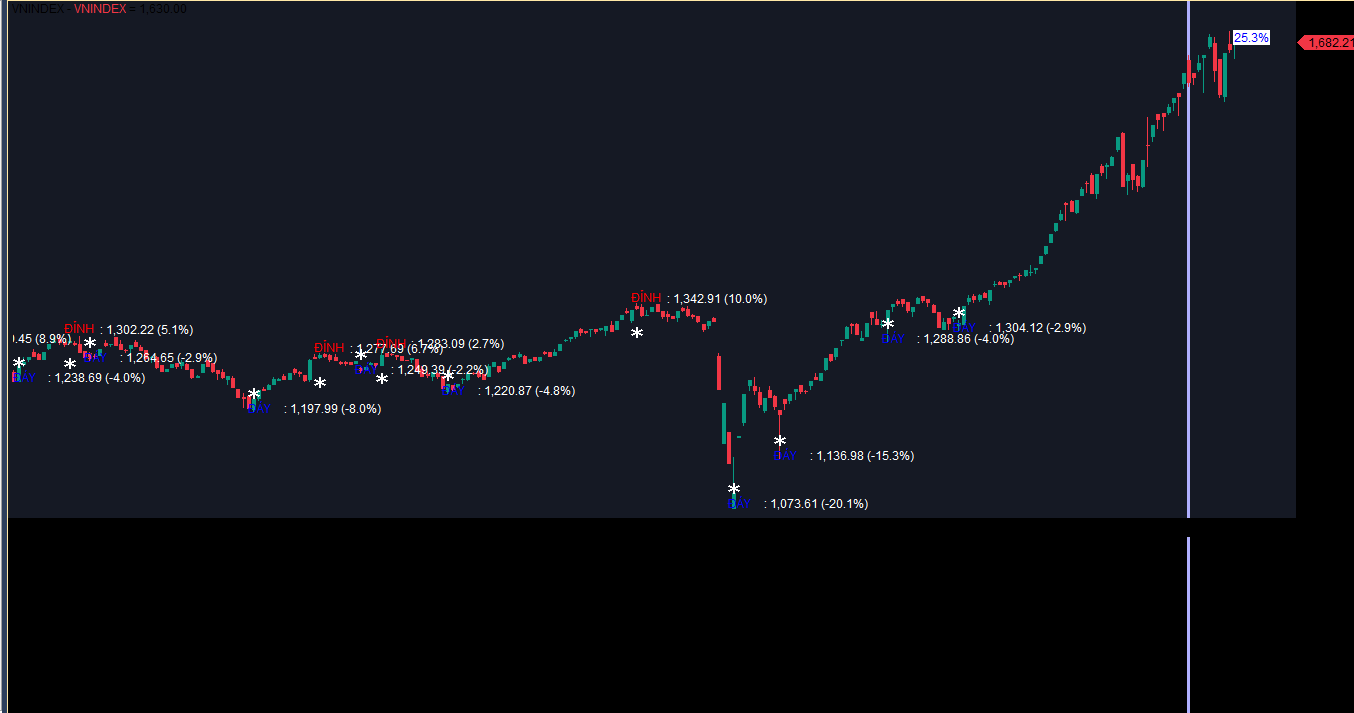 VNINDEX - VNINDEX = 1,630.00
25.3%
1,682.21
ĐỈNH : 1,342.91 (10.0%)
ĐỈNH : 1,302.22 (5.1%)
ĐÁY : 1,304.12 (-2.9%)
).45 (8.9%)
ĐÁY : 1,288.86 (-4.0%)
ĐỈNH : 1,283.09 (2.7%)
ĐỈNH : 1,277.69 (6.7%)
ĐÁY : 1,264.65 (-2.9%)
ĐÁY : 1,249.39 (-2.2%)
ĐÁY : 1,238.69 (-4.0%)
ĐÁY : 1,220.87 (-4.8%)
ĐÁY : 1,197.99 (-8.0%)
ĐÁY : 1,136.98 (-15.3%)
ĐÁY : 1,073.61 (-20.1%)